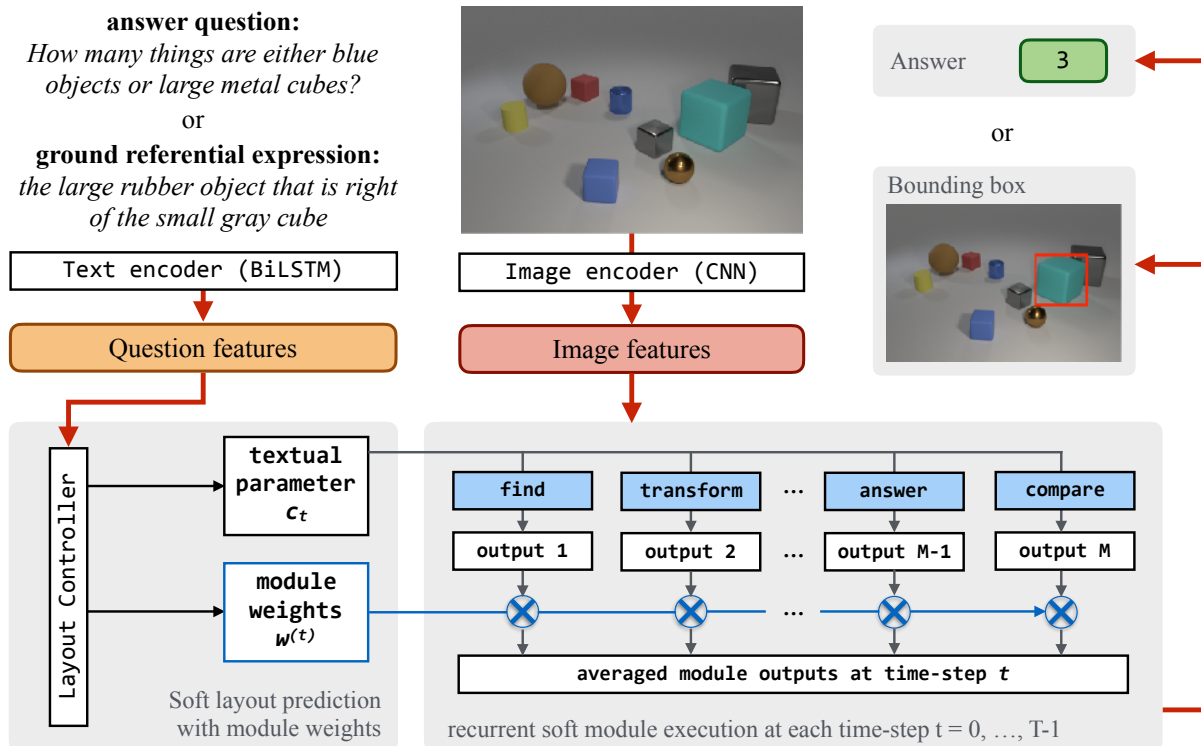 answer question:
How many things are either blue
objects or large metal cubes?
or
ground referential expression:
the large rubber object that is right
of the small gray cube
Text encoder (BiLSTM)
Question features
Image encoder (CNN)
Image features
Answer
3
or
Bounding box
Layout Controller
textual
parameter
c_t
module
weights
w^(t)
Soft layout prediction
with module weights
find
transform
...
answer
compare
output 1
output 2
...
output M-1
output M
...
averaged module outputs at time-step t
recurrent soft module execution at each time-step t = 0, ..., T-1